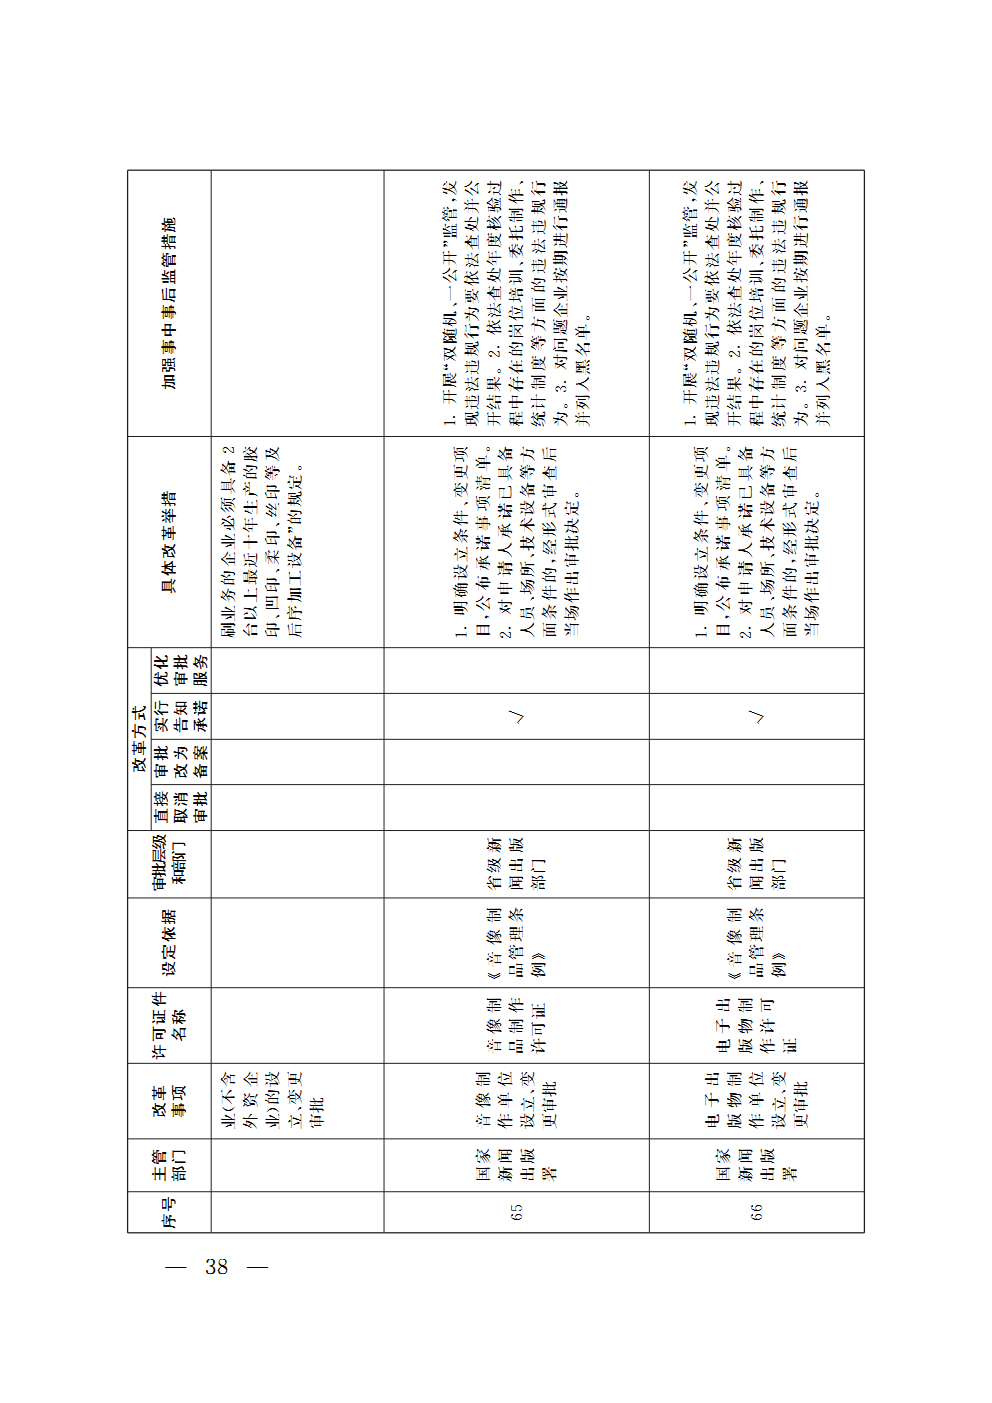 序号
主管
部门
改革
事项
许可证件
名称
设定依据
审批层级
和部门
改革方式
直接
取消
审批
审批
改为
备案
实行
告知
承诺
优化
审批
服务
具体改革举措
加强事中事后监管措施
业(不含
外资企
业)的设
立、变更
审批
刷业务的企业必须具备 2
台以上最近十年生产的胶
印、凹印、柔印、丝印等及
后序加工设备”的规定。
65
国家
新闻
出版
署
音像制
作单位
设立、变
更审批
音像制
品制作
许可证
《音像制
品管理条
例》
省级新
闻出版
部门
√
1. 明确设立条件、变更项
目,公布承诺事项清单。
2. 对申请人承诺已具备
人员、场所、技术设备等方
面条件的,经形式审查后
当场作出审批决定。
1. 开展“双随机、一公开”监管,发
现违法违规行为要依法查处并公
开结果。2. 依法查处年度核验过
程中存在的岗位培训、委托制作、
统计制度等方面的违法违规行
为。3. 对问题企业按期进行通报
并列入黑名单。
66
国家
新闻
出版
署
电子出
版物制
作单位
设立、变
更审批
电子出
版物制
作许可
证
《音像制
品管理条
例》
省级新
闻出版
部门
√
1. 明确设立条件、变更项
目,公布承诺事项清单。
2. 对申请人承诺已具备
人员、场所、技术设备等方
面条件的,经形式审查后
当场作出审批决定。
1. 开展“双随机、一公开”监管,发
现违法违规行为要依法查处并公
开结果。2. 依法查处年度核验过
程中存在的岗位培训、委托制作、
统计制度等方面的违法违规行
为。3. 对问题企业按期进行通报
并列入黑名单。
— 38 —